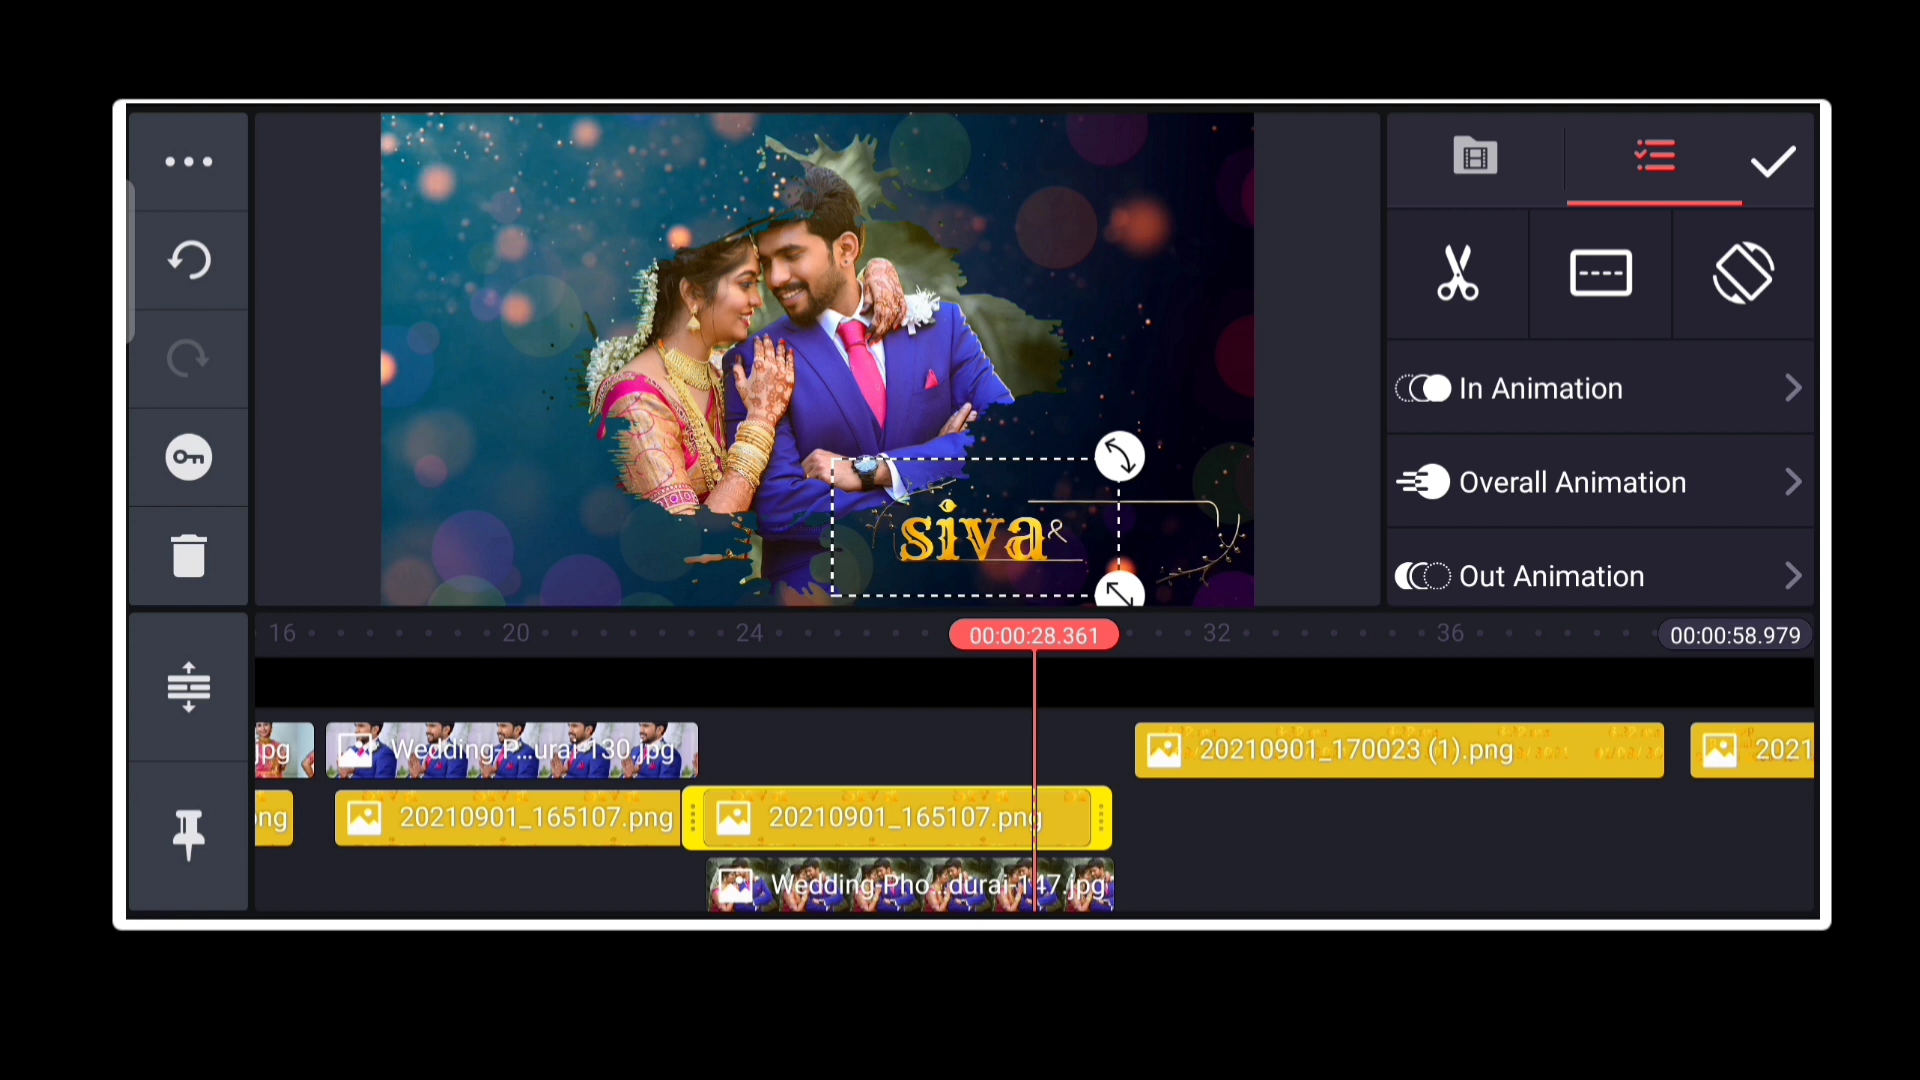 siva &
In Animation
Overall Animation
Out Animation
16 20 24 00:00:28.361 32 36 00:00:58.979
jpg Wedding-P...urai-130.jpg 20210901_170023 (1).png 2021
png 20210901_165107.png 20210901_165107.png
Wedding-Pho...durai-147.jpg